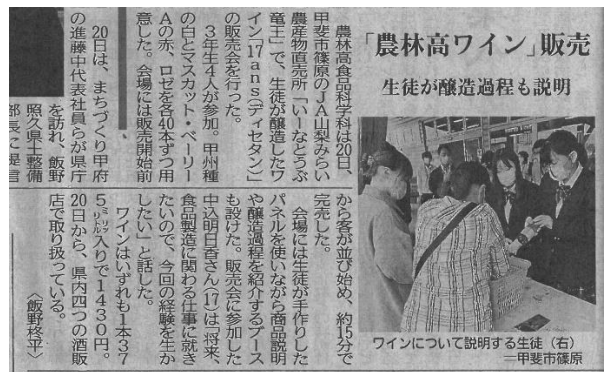 「農林高ワイン」販売
生徒が醸造過程も説明
農林高食品科学科は20日、
甲斐市篠原のJA山梨みらい
農産物直売所「いーなとうぶ
竜王」で、生徒が醸造したワ
イン「17ans(ディセタン)」
の販売会を行った。
3年生4人が参加。甲州種
の白とマスカット・ベーリー
Aの赤、ロゼを各40本ずつ用
意した。会場には販売開始前
から客が並び始め、約15分で
完売した。
会場には生徒が手作りした
パネルを使いながら商品説明
や醸造過程を紹介するブース
も設けた。販売会に参加した
中込明日香さん(17)は「将来、
食品製造に関わる仕事に就き
たいので、今回の経験を生か
したい」と話した。
ワインはいずれも1本37
5ミリリットル入りで1430円。
20日から、県内四つの酒販
店で取り扱っている。
〈飯野柊平〉
ワインについて説明する生徒(右)
=甲斐市篠原
20日は、まちづくり甲府
の進藤中代表社員らが県庁
を訪れ、飯野
照久県土整備
部長に